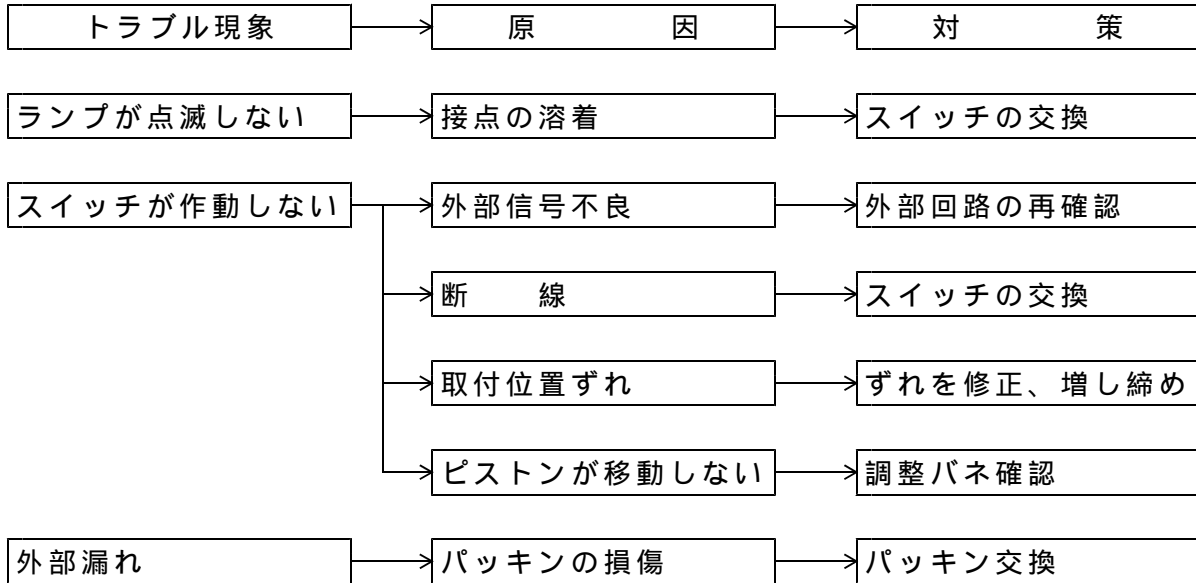 トラブル現象 原因 対策
ランプが点滅しない 接点の溶着 スイッチの交換
スイッチが作動しない 外部信号不良 外部回路の再確認
断線 スイッチの交換
取付位置ずれ ずれを修正、増し締め
ピストンが移動しない 調整バネ確認
外部漏れ パッキンの損傷 パッキン交換